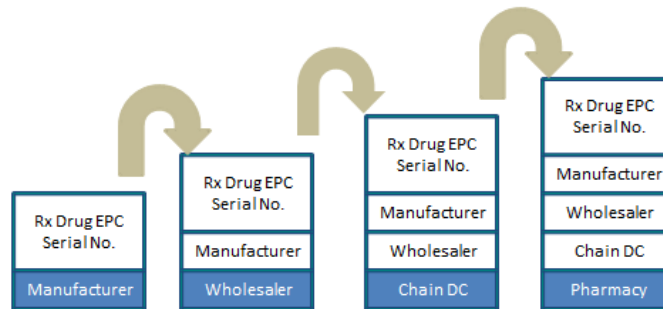 Rx Drug EPC
Serial No.
Manufacturer
Rx Drug EPC
Serial No.
Manufacturer
Wholesaler
Rx Drug EPC
Serial No.
Manufacturer
Wholesaler
Chain DC
Rx Drug EPC
Serial No.
Manufacturer
Wholesaler
Chain DC
Pharmacy